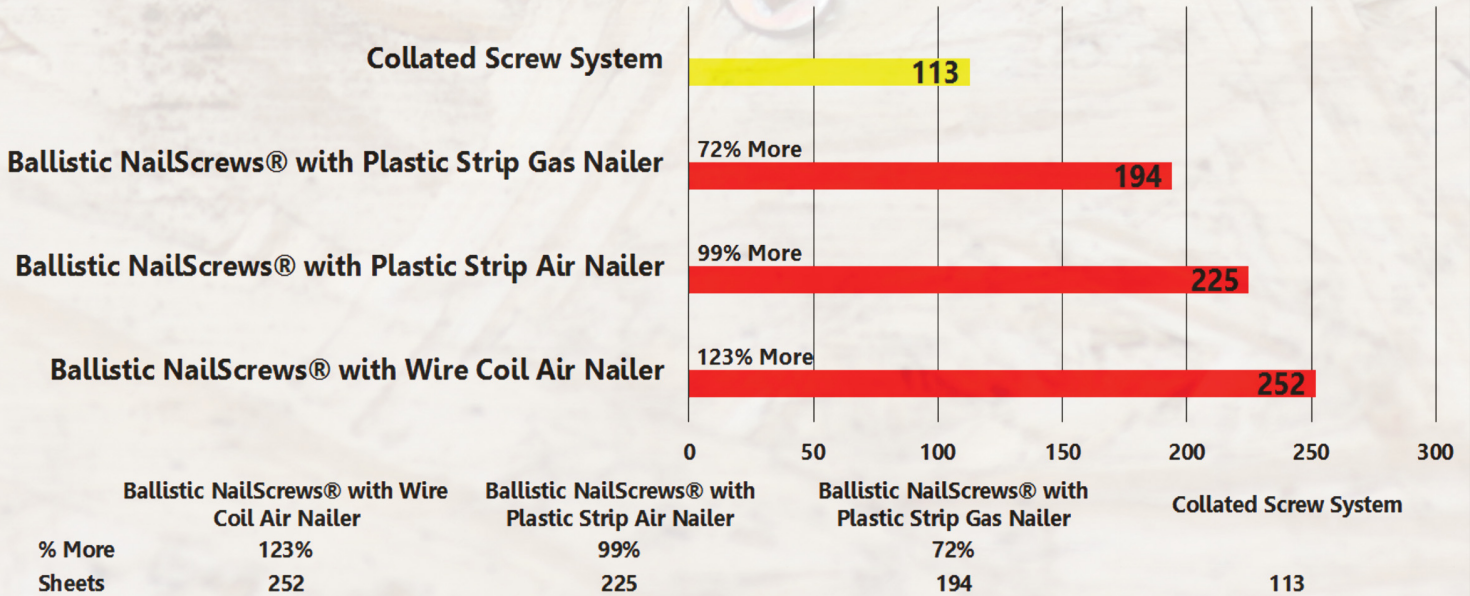 Collated Screw System
113
Ballistic NailScrews® with Plastic Strip Gas Nailer
72% More
194
Ballistic NailScrews® with Plastic Strip Air Nailer
99% More
225
Ballistic NailScrews® with Wire Coil Air Nailer
123% More
252
0 50 100 150 200 250 300
Ballistic NailScrews® with Wire
Coil Air Nailer
Ballistic NailScrews® with
Plastic Strip Air Nailer
Ballistic NailScrews® with
Plastic Strip Gas Nailer
Collated Screw System
% More 123% 99% 72%
Sheets 252 225 194 113